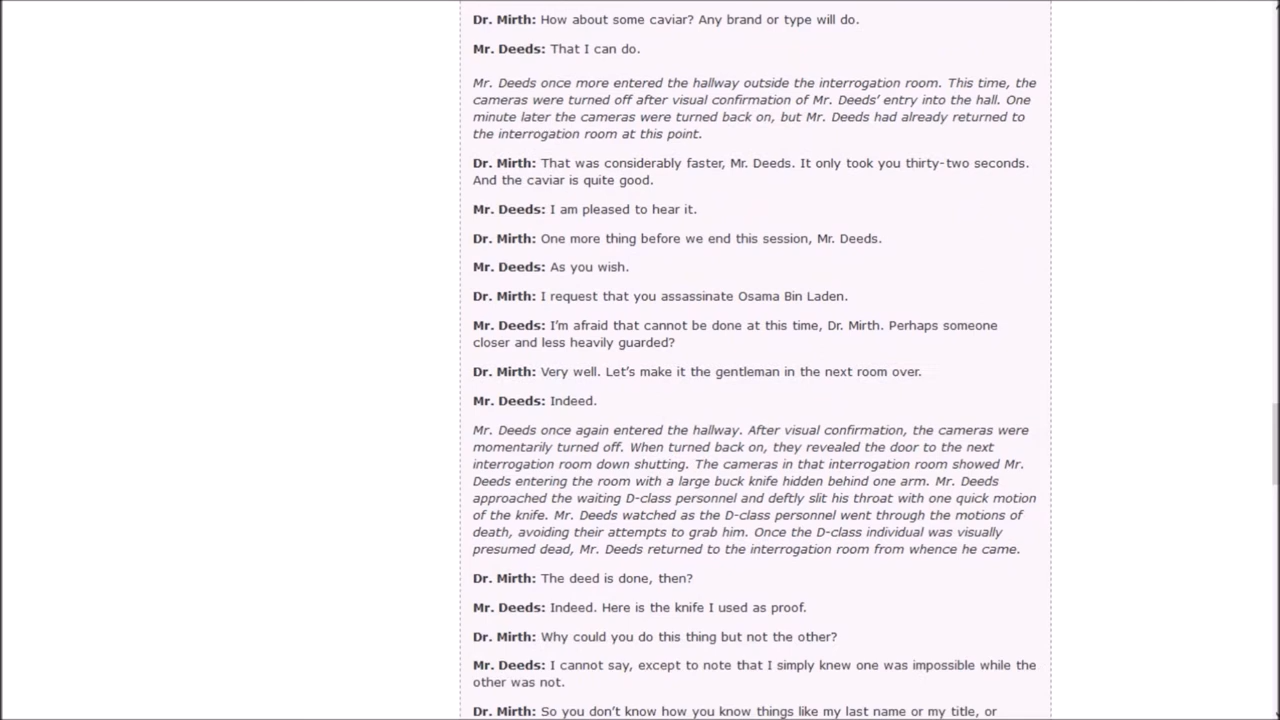 Dr. Mirth: How about some caviar? Any brand or type will do.
Mr. Deeds: That I can do.
Mr. Deeds once more entered the hallway outside the interrogation room. This time, the
cameras were turned off after visual confirmation of Mr. Deeds’ entry into the hall. One
minute later the cameras were turned back on, but Mr. Deeds had already returned to
the interrogation room at this point.
Dr. Mirth: That was considerably faster, Mr. Deeds. It only took you thirty-two seconds.
And the caviar is quite good.
Mr. Deeds: I am pleased to hear it.
Dr. Mirth: One more thing before we end this session, Mr. Deeds.
Mr. Deeds: As you wish.
Dr. Mirth: I request that you assassinate Osama Bin Laden.
Mr. Deeds: I’m afraid that cannot be done at this time, Dr. Mirth. Perhaps someone
closer and less heavily guarded?
Dr. Mirth: Very well. Let’s make it the gentleman in the next room over.
Mr. Deeds: Indeed.
Mr. Deeds once again entered the hallway. After visual confirmation, the cameras were
momentarily turned off. When turned back on, they revealed the door to the next
interrogation room down shutting. The cameras in that interrogation room showed Mr.
Deeds entering the room with a large buck knife hidden behind one arm. Mr. Deeds
approached the waiting D-class personnel and deftly slit his throat with one quick motion
of the knife. Mr. Deeds watched as the D-class personnel went through the motions of
death, avoiding their attempts to grab him. Once the D-class individual was visually
presumed dead, Mr. Deeds returned to the interrogation room from whence he came.
Dr. Mirth: The deed is done, then?
Mr. Deeds: Indeed. Here is the knife I used as proof.
Dr. Mirth: Why could you do this thing but not the other?
Mr. Deeds: I cannot say, except to note that I simply knew one was impossible while the
other was not.
Dr. Mirth: So you don’t know how you know things like my last name or my title, or